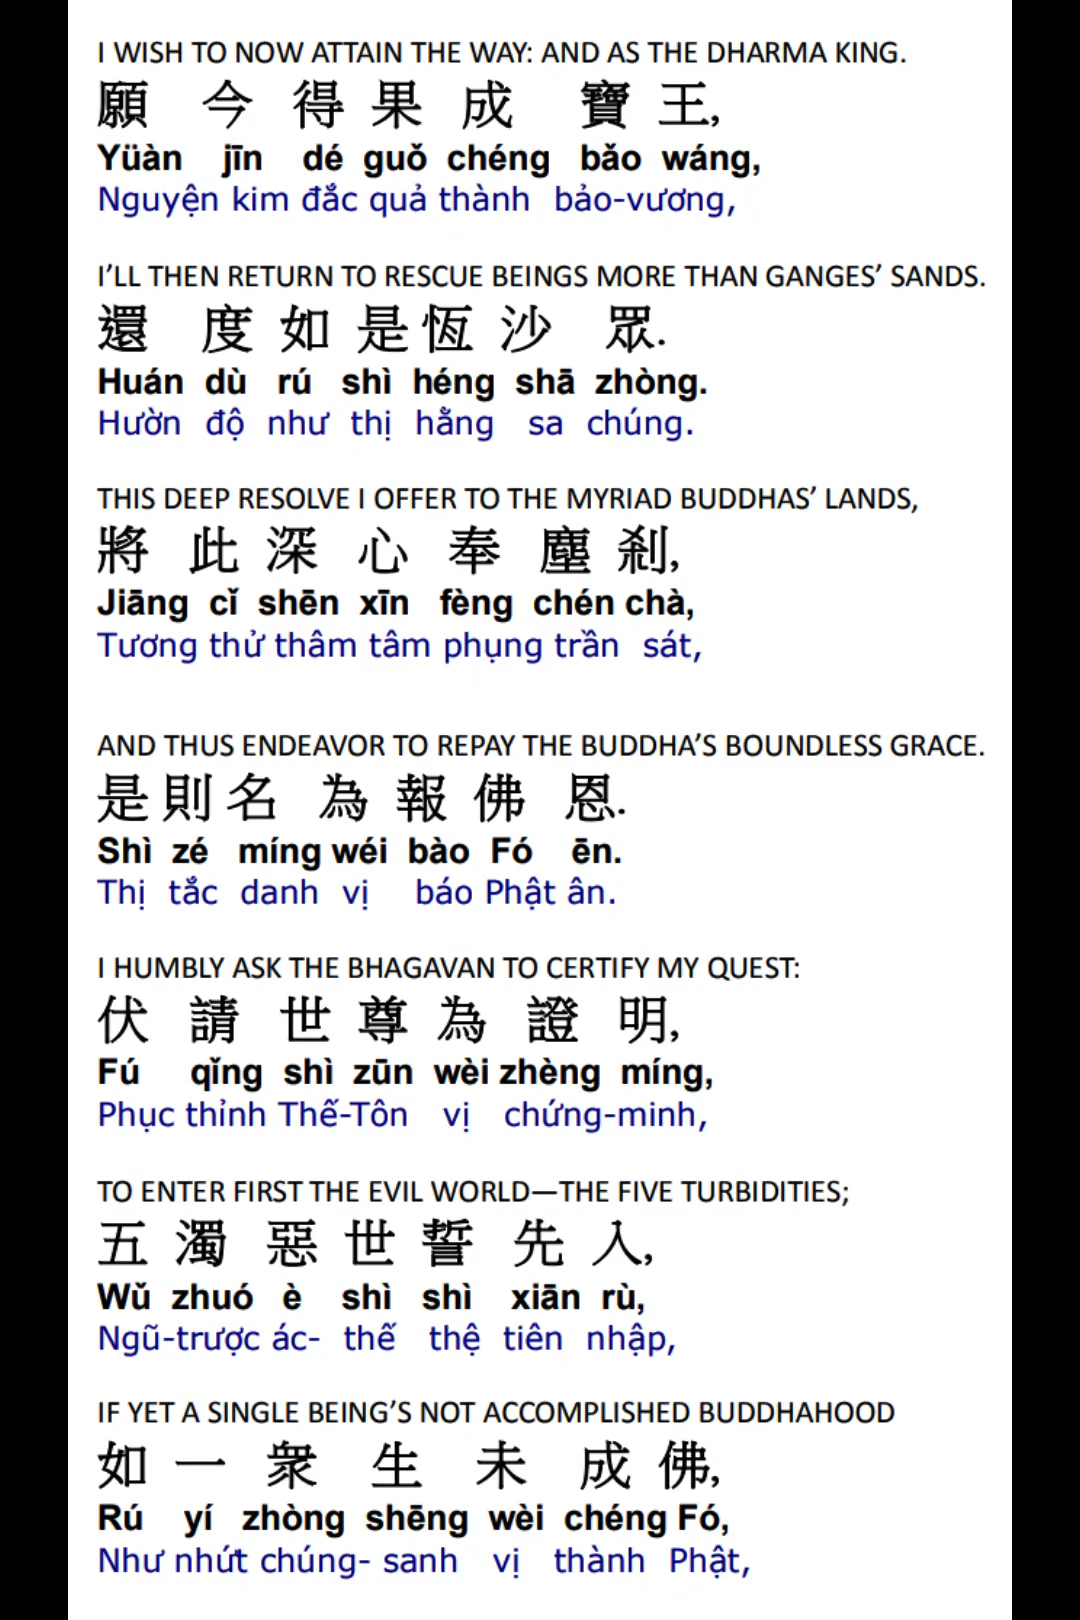 I WISH TO NOW ATTAIN THE WAY: AND AS THE DHARMA KING.
願 今 得 果 成 寶 王,
Yüàn jīn dé guǒ chéng bǎo wáng,
Nguyện kim đắc quả thành bảo-vương,
I’LL THEN RETURN TO RESCUE BEINGS MORE THAN GANGES’ SANDS.
還 度 如 是 恆 沙 眾.
Huán dù rú shì héng shā zhòng.
Hườn độ như thị hằng sa chúng.
THIS DEEP RESOLVE I OFFER TO THE MYRIAD BUDDHAS’ LANDS,
將 此 深 心 奉 塵 剎,
Jiāng cǐ shēn xīn fèng chén chà,
Tương thử thâm tâm phụng trần sát,
AND THUS ENDEAVOR TO REPAY THE BUDDHA’S BOUNDLESS GRACE.
是 則 名 為 報 佛 恩.
Shì zé míng wéi bào Fó ēn.
Thị tắc danh vị báo Phật ân.
I HUMBLY ASK THE BHAGAVAN TO CERTIFY MY QUEST:
伏 請 世 尊 為 證 明,
Fú qǐng shì zūn wèi zhèng míng,
Phục thỉnh Thế-Tôn vị chứng-minh,
TO ENTER FIRST THE EVIL WORLD—THE FIVE TURBIDITIES;
五 濁 惡 世 誓 先 入,
Wǔ zhuó è shì shì xiān rù,
Ngũ-trược ác- thế thệ tiên nhập,
IF YET A SINGLE BEING’S NOT ACCOMPLISHED BUDDHAHOOD
如 一 衆 生 未 成 佛,
Rú yí zhòng shēng wèi chéng Fó,
Như nhứt chúng- sanh vị thành Phật,